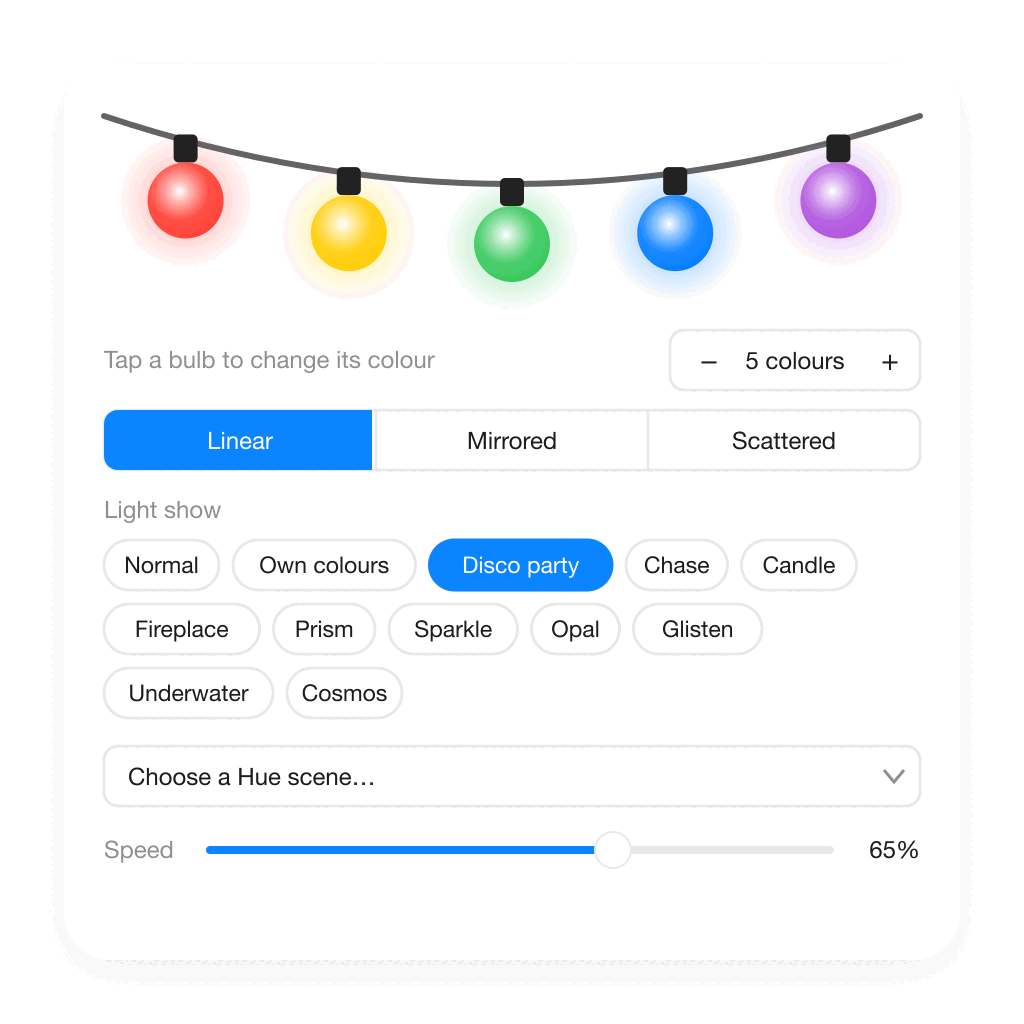 Tap a bulb to change its colour
− 5 colours +
Linear Mirrored Scattered
Light show
Normal Own colours Disco party Chase Candle
Fireplace Prism Sparkle Opal Glisten
Underwater Cosmos
Choose a Hue scene…
Speed 65%